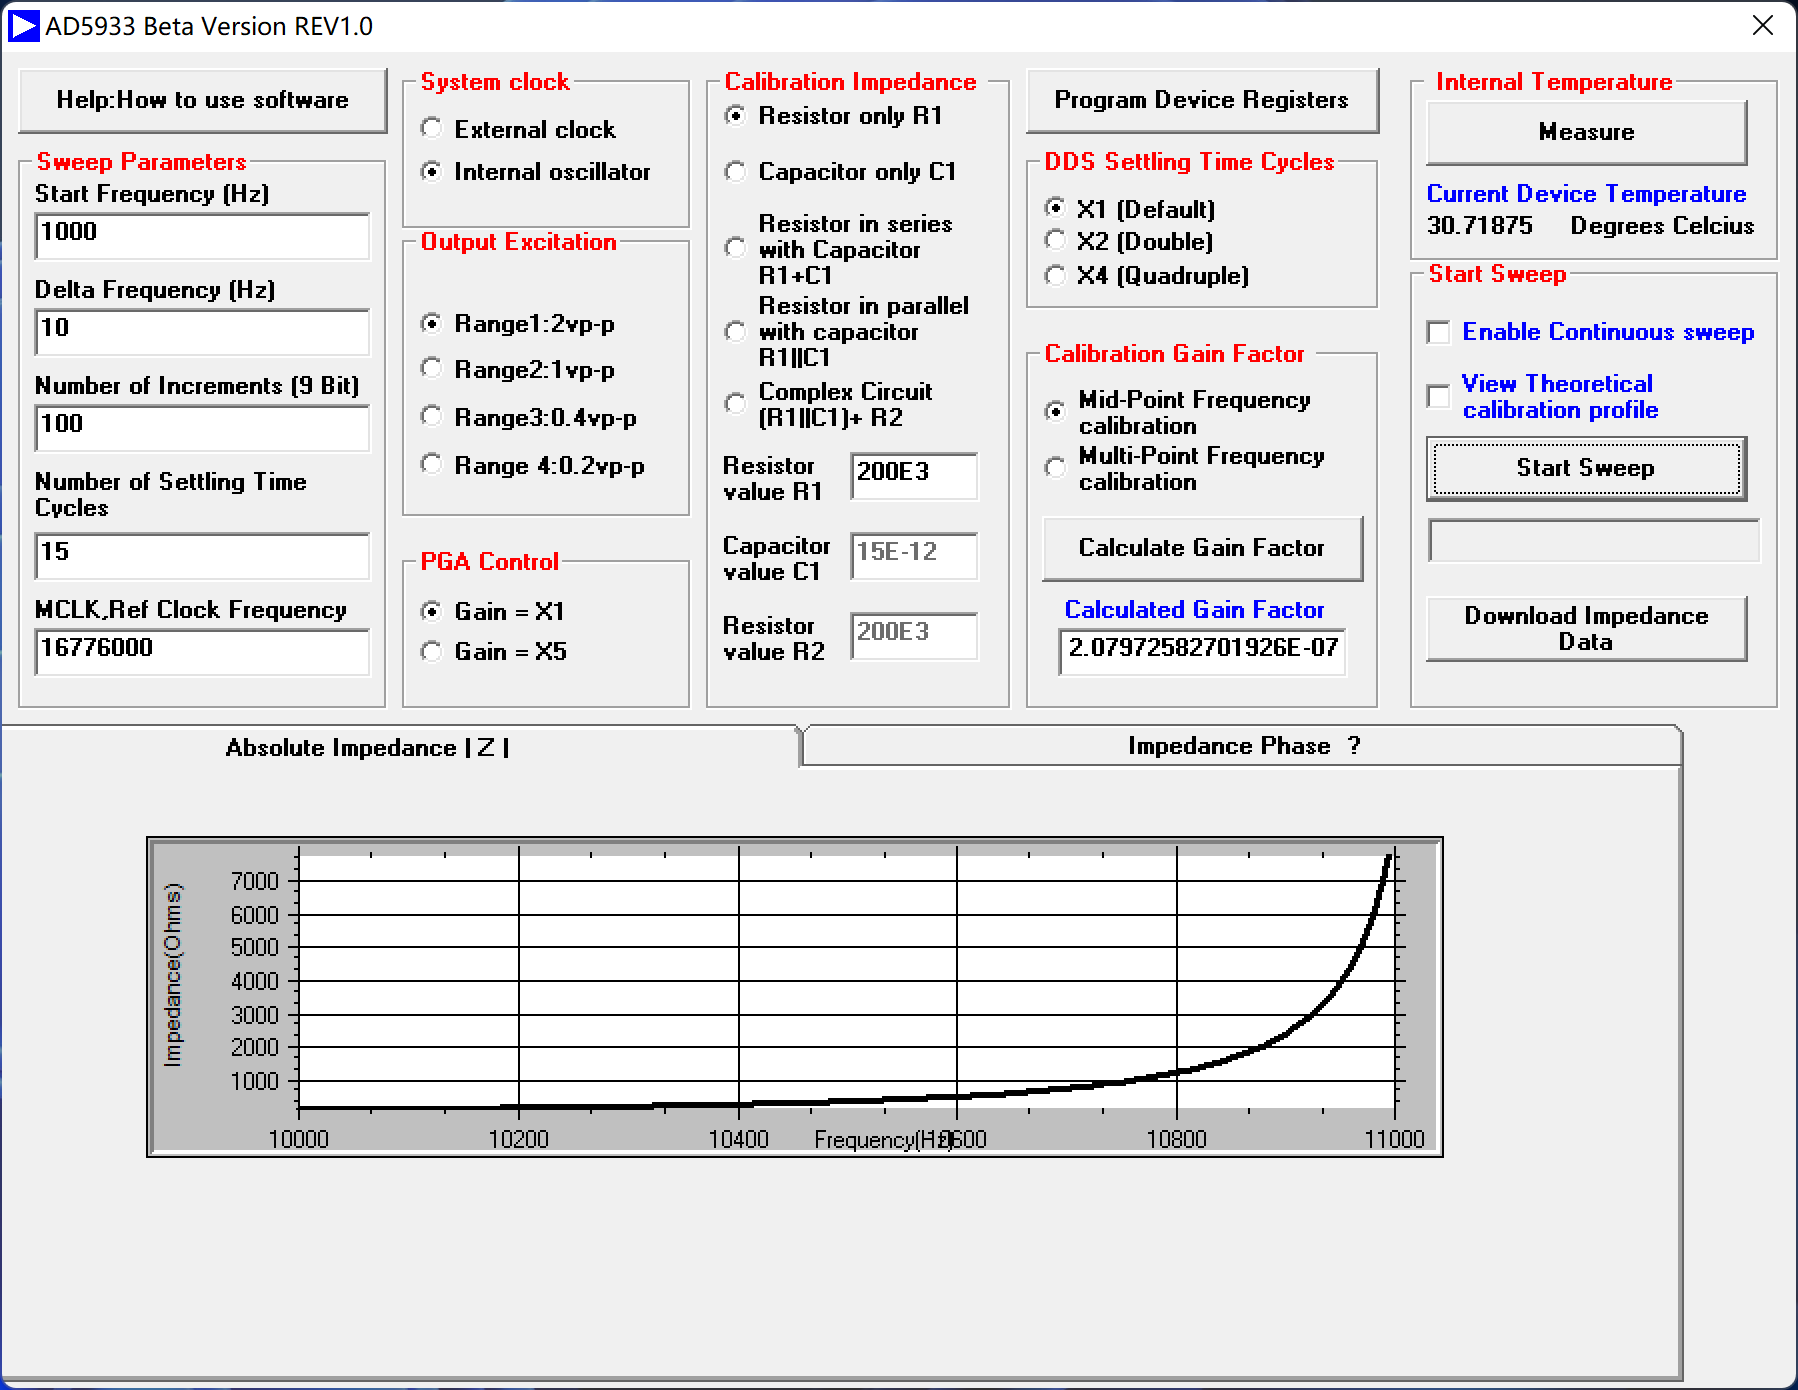 AD5933 Beta Version REV1.0
Help:How to use software
Sweep Parameters
Start Frequency (Hz)
1000
Delta Frequency (Hz)
10
Number of Increments (9 Bit)
100
Number of Settling Time
Cycles
15
MCLK,Ref Clock Frequency
16776000
System clock
External clock
Internal oscillator
Output Excitation
Range1:2vp-p
Range2:1vp-p
Range3:0.4vp-p
Range 4:0.2vp-p
PGA Control
Gain = X1
Gain = X5
Calibration Impedance
Resistor only R1
Capacitor only C1
Resistor in series
with Capacitor
R1+C1
Resistor in parallel
with capacitor
R1||C1
Complex Circuit
(R1||C1)+ R2
Resistor
value R1
200E3
Capacitor
value C1
15E-12
Resistor
value R2
200E3
Program Device Registers
DDS Settling Time Cycles
X1 (Default)
X2 (Double)
X4 (Quadruple)
Calibration Gain Factor
Mid-Point Frequency
calibration
Multi-Point Frequency
calibration
Calculate Gain Factor
Calculated Gain Factor
2.07972582701926E-07
Internal Temperature
Measure
Current Device Temperature
30.71875 Degrees Celcius
Start Sweep
Enable Continuous sweep
View Theoretical
calibration profile
Start Sweep
Download Impedance
Data
Absolute Impedance | Z |
Impedance Phase ?
Impedance(Ohms)
7000
6000
5000
4000
3000
2000
1000
10000 10200 10400 10600 10800 11000
Frequency(Hz)